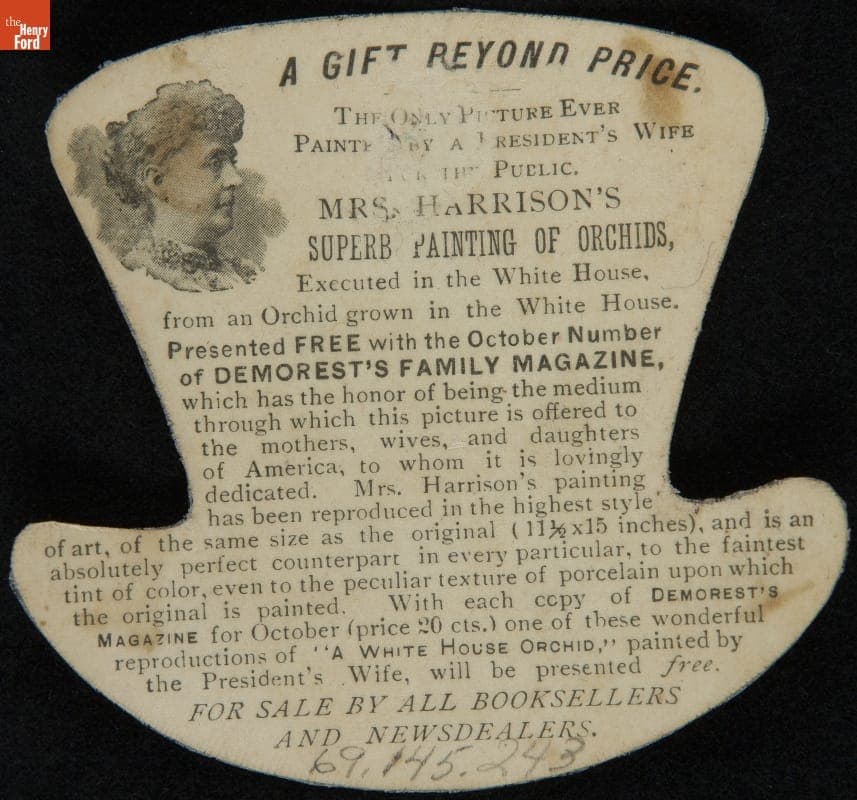 the
Henry
Ford
A GIFT BEYOND PRICE.
THE ONLY PICTURE EVER
PAINTED BY A PRESIDENT'S WIFE
FOR THE PUBLIC.
MRS. HARRISON'S
SUPERB PAINTING OF ORCHIDS,
Executed in the White House,
from an Orchid grown in the White House.
Presented FREE with the October Number
of DEMOREST'S FAMILY MAGAZINE,
which has the honor of being the medium
through which this picture is offered to
the mothers, wives, and daughters
of America, to whom it is lovingly
dedicated. Mrs. Harrison's painting
has been reproduced in the highest style
of art, of the same size as the original (11½x15 inches), and is an
absolutely perfect counterpart in every particular, to the faintest
tint of color, even to the peculiar texture of porcelain upon which
the original is painted. With each copy of DEMOREST'S
MAGAZINE for October (price 20 cts.) one of these wonderful
reproductions of "A WHITE HOUSE ORCHID," painted by
the President's Wife, will be presented free.
FOR SALE BY ALL BOOKSELLERS
AND NEWSDEALERS.
69.145.243